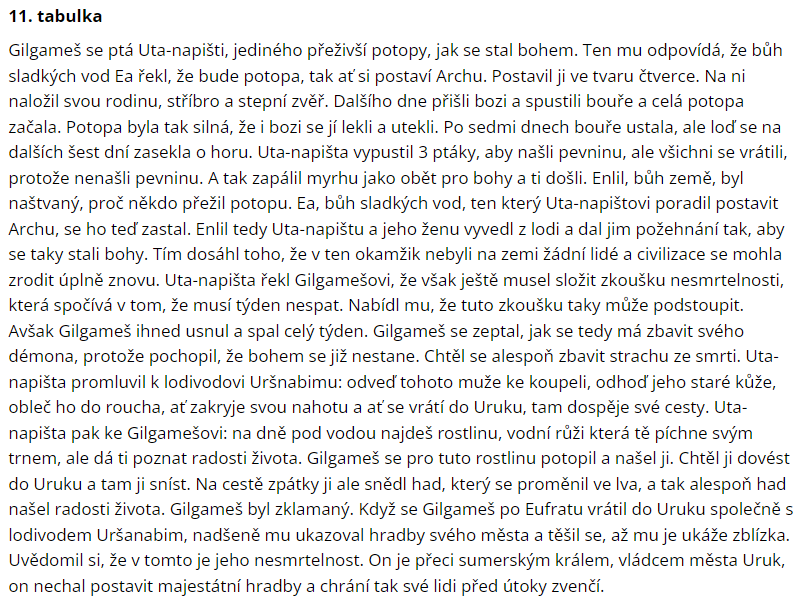 11. tabulka
Gilgameš se ptá Uta-napišti, jediného přeživší potopy, jak se stal bohem. Ten mu odpovídá, že bůh
sladkých vod Ea řekl, že bude potopa, tak ať si postaví Archu. Postavil ji ve tvaru čtverce. Na ni
naložil svou rodinu, stříbro a stepní zvěř. Dalšího dne přišli bozi a spustili bouře a celá potopa
začala. Potopa byla tak silná, že i bozi se jí lekli a utekli. Po sedmi dnech bouře ustala, ale loď se na
dalších šest dní zasekla o horu. Uta-napišta vypustil 3 ptáky, aby našli pevninu, ale všichni se vrátili,
protože nenašli pevninu. A tak zapálil myrhu jako obět pro bohy a ti došli. Enlil, bůh země, byl
naštvaný, proč někdo přežil potopu. Ea, bůh sladkých vod, ten který Uta-napištovi poradil postavit
Archu, se ho teď zastal. Enlil tedy Uta-napištu a jeho ženu vyvedl z lodi a dal jim požehnání tak, aby
se taky stali bohy. Tím dosáhl toho, že v ten okamžik nebyli na zemi žádní lidé a civilizace se mohla
zrodit úplně znovu. Uta-napišta řekl Gilgamešovi, že však ještě musel složit zkoušku nesmrtelnosti,
která spočívá v tom, že musí týden nespat. Nabídl mu, že tuto zkoušku taky může podstoupit.
Avšak Gilgameš ihned usnul a spal celý týden. Gilgameš se zeptal, jak se tedy má zbavit svého
démona, protože pochopil, že bohem se již nestane. Chtěl se alespoň zbavit strachu ze smrti. Uta-
napišta promluvil k lodivodovi Uršnabimu: odveď tohoto muže ke koupeli, odhoď jeho staré kůže,
obleč ho do roucha, ať zakryje svou nahotu a ať se vrátí do Uruku, tam dospěje své cesty. Uta-
napišta pak ke Gilgamešovi: na dně pod vodou najdeš rostlinu, vodní růži která tě píchne svým
trnem, ale dá ti poznat radosti života. Gilgameš se pro tuto rostlinu potopil a našel ji. Chtěl ji dovést
do Uruku a tam ji sníst. Na cestě zpátky ji ale snědl had, který se proměnil ve lva, a tak alespoň had
našel radosti života. Gilgameš byl zklamaný. Když se Gilgameš po Eufratu vrátil do Uruku společně s
lodivodem Uršanabim, nadšeně mu ukazoval hradby svého města a těšil se, až mu je ukáže zblízka.
Uvědomil si, že v tomto je jeho nesmrtelnost. On je přeci sumerským králem, vládcem města Uruk,
on nechal postavit majestátní hradby a chrání tak své lidi před útoky zvenčí.